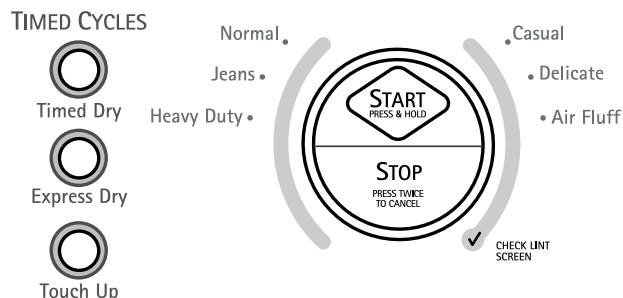 TIMED CYCLES
Timed Dry
Express Dry
Touch Up
Normal
Jeans
Heavy Duty
START
PRESS & HOLD
STOP
PRESS TWICE
TO CANCEL
Casual
Delicate
Air Fluff
CHECK LINT
SCREEN